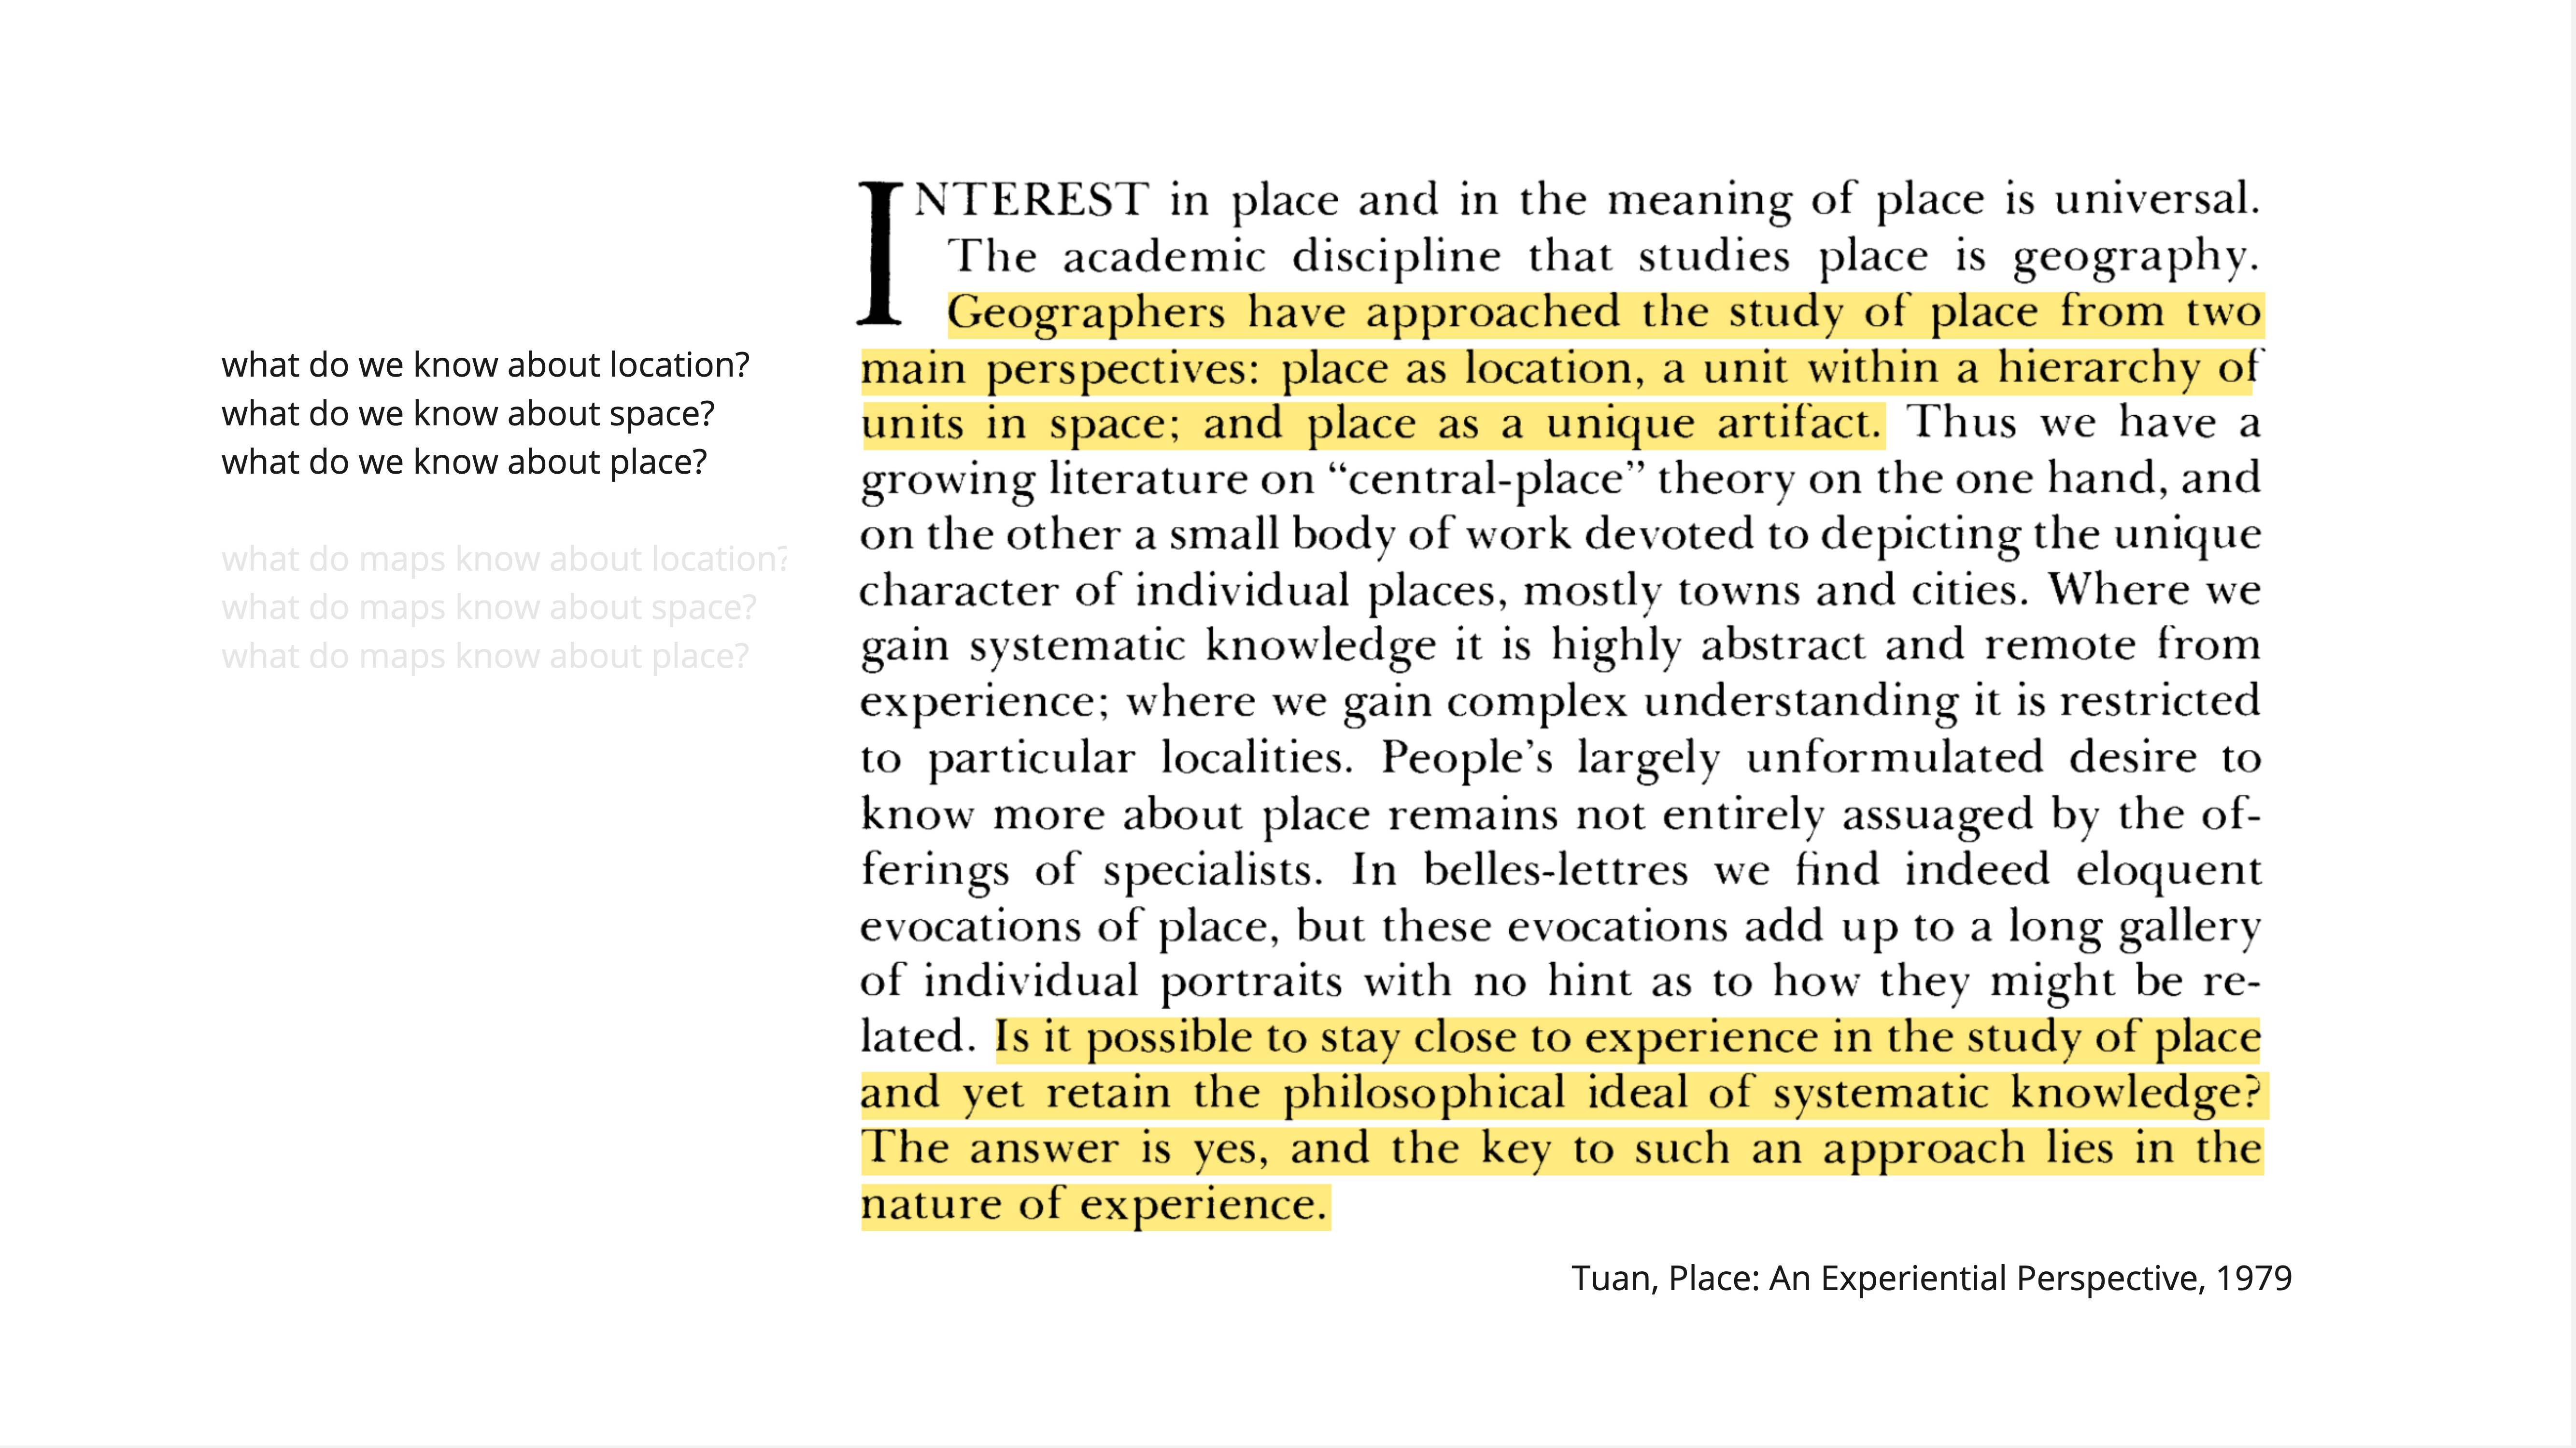 what do we know about location?
what do we know about space?
what do we know about place?
what do maps know about location?
what do maps know about space?
what do maps know about place?
INTEREST in place and in the meaning of place is universal.
The academic discipline that studies place is geography.
Geographers have approached the study of place from two
main perspectives: place as location, a unit within a hierarchy of
units in space; and place as a unique artifact. Thus we have a
growing literature on “central-place” theory on the one hand, and
on the other a small body of work devoted to depicting the unique
character of individual places, mostly towns and cities. Where we
gain systematic knowledge it is highly abstract and remote from
experience; where we gain complex understanding it is restricted
to particular localities. People’s largely unformulated desire to
know more about place remains not entirely assuaged by the of-
ferings of specialists. In belles-lettres we find indeed eloquent
evocations of place, but these evocations add up to a long gallery
of individual portraits with no hint as to how they might be re-
lated. Is it possible to stay close to experience in the study of place
and yet retain the philosophical ideal of systematic knowledge?
The answer is yes, and the key to such an approach lies in the
nature of experience.
Tuan, Place: An Experiential Perspective, 1979